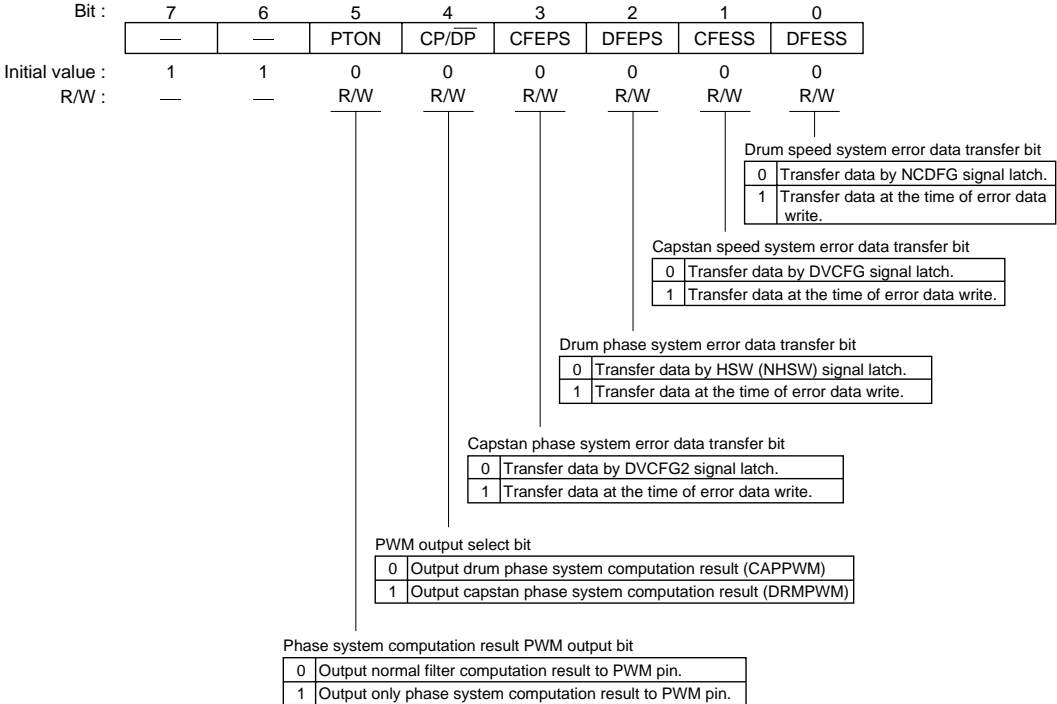 Bit : 7 6 5 4 3 2 1 0
— — PTON CP/D̅P̅ CFEPS DFEPS CFESS DFESS
Initial value : 1 1 0 0 0 0 0 0
R/W : — — R/W R/W R/W R/W R/W R/W
Drum speed system error data transfer bit
0 Transfer data by NCDFG signal latch.
1 Transfer data at the time of error data
write.
Capstan speed system error data transfer bit
0 Transfer data by DVCFG signal latch.
1 Transfer data at the time of error data write.
Drum phase system error data transfer bit
0 Transfer data by HSW (NHSW) signal latch.
1 Transfer data at the time of error data write.
Capstan phase system error data transfer bit
0 Transfer data by DVCFG2 signal latch.
1 Transfer data at the time of error data write.
PWM output select bit
0 Output drum phase system computation result (CAPPWM)
1 Output capstan phase system computation result (DRMPWM)
Phase system computation result PWM output bit
0 Output normal filter computation result to PWM pin.
1 Output only phase system computation result to PWM pin.